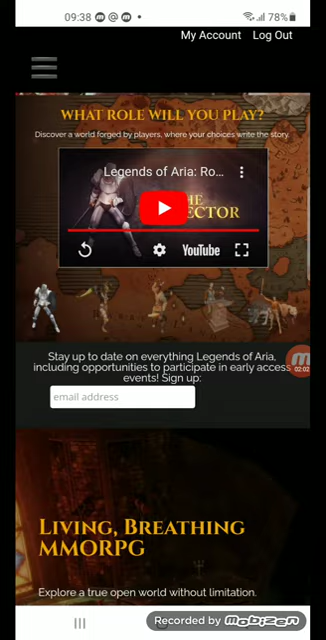 09:38
78%
My Account Log Out
WHAT ROLE WILL YOU PLAY?
Discover a world forged by players, where your choices write the story.
Legends of Aria: Ro...
YouTube
Stay up to date on everything Legends of Aria,
including opportunities to participate in early access
events! Sign up:
02:02
email address
LIVING, BREATHING
MMORPG
Explore a true open world without limitation.
Recorded by mobizen